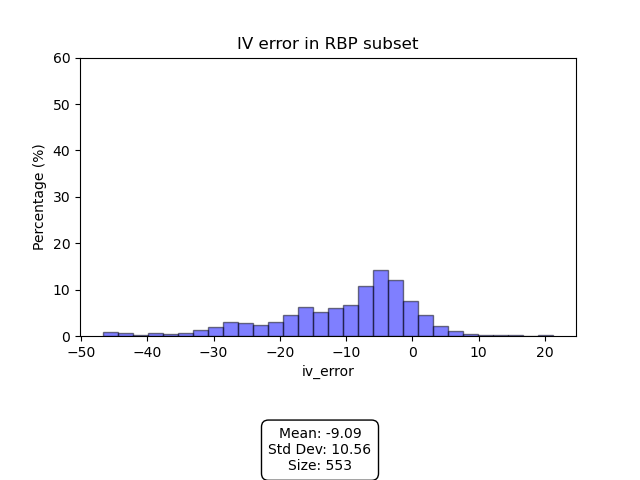 IV error in RBP subset
60
50
40
30
20
10
0
Percentage (%)
−50 −40 −30 −20 −10 0 10 20
iv_error
Mean: -9.09
Std Dev: 10.56
Size: 553